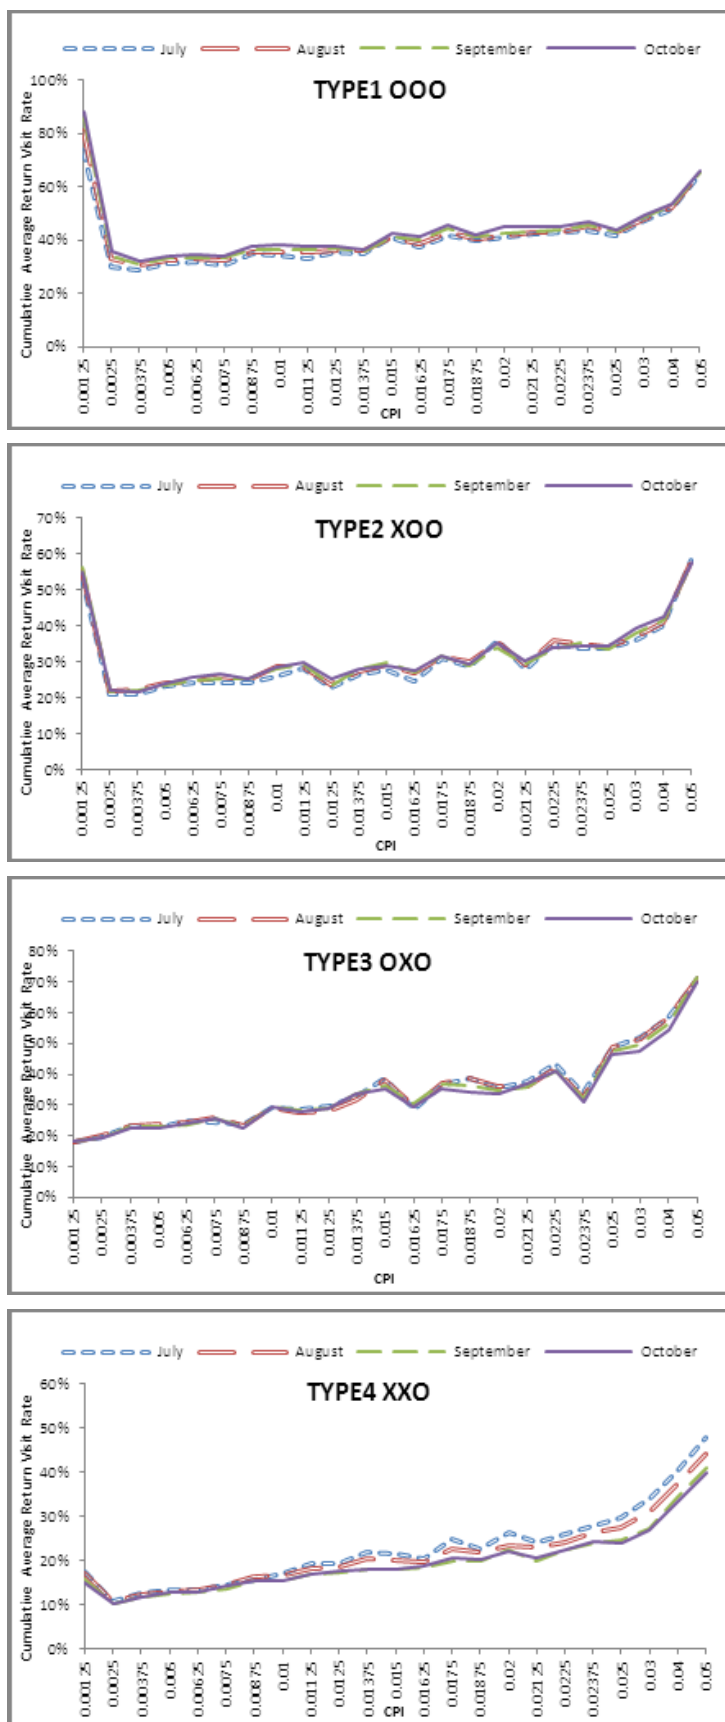 July August September October
TYPE1 OOO
Cumulative Average Return Visit Rate
100%
80%
60%
40%
20%
0%
0.00125 0.0025 0.00375 0.005 0.00625 0.0075 0.00875 0.01 0.01125 0.0125 0.01375 0.015 0.01625 0.0175 0.01875 0.02 0.02125 0.0225 0.02375 0.025 0.03 0.04 0.05
CPI
July August September October
TYPE2 XOO
Cumulative Average Return Visit Rate
70%
60%
50%
40%
30%
20%
10%
0%
0.00125 0.0025 0.00375 0.005 0.00625 0.0075 0.00875 0.01 0.01125 0.0125 0.01375 0.015 0.01625 0.0175 0.01875 0.02 0.02125 0.0225 0.02375 0.025 0.03 0.04 0.05
CPI
July August September October
TYPE3 OXO
Cumulative Average Return Visit Rate
80%
70%
60%
50%
40%
30%
20%
10%
0%
0.00125 0.0025 0.00375 0.005 0.00625 0.0075 0.00875 0.01 0.01125 0.0125 0.01375 0.015 0.01625 0.0175 0.01875 0.02 0.02125 0.0225 0.02375 0.025 0.03 0.04 0.05
CPI
July August September October
TYPE4 XXO
Cumulative Average Return Visit Rate
60%
50%
40%
30%
20%
10%
0%
0.00125 0.0025 0.00375 0.005 0.00625 0.0075 0.00875 0.01 0.01125 0.0125 0.01375 0.015 0.01625 0.0175 0.01875 0.02 0.02125 0.0225 0.02375 0.025 0.03 0.04 0.05
CPI